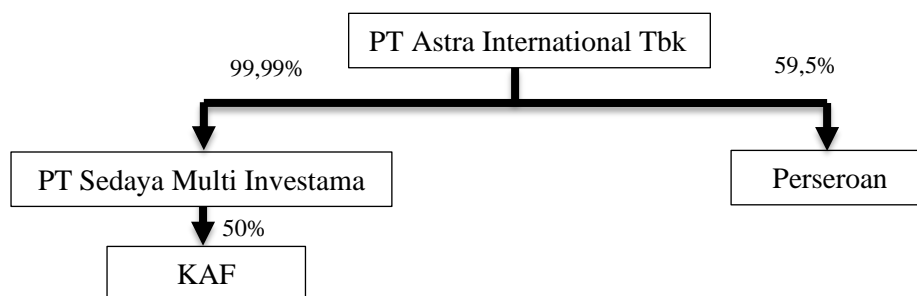 PT Astra International Tbk
99,99%
59,5%
PT Sedaya Multi Investama
Perseroan
50%
KAF